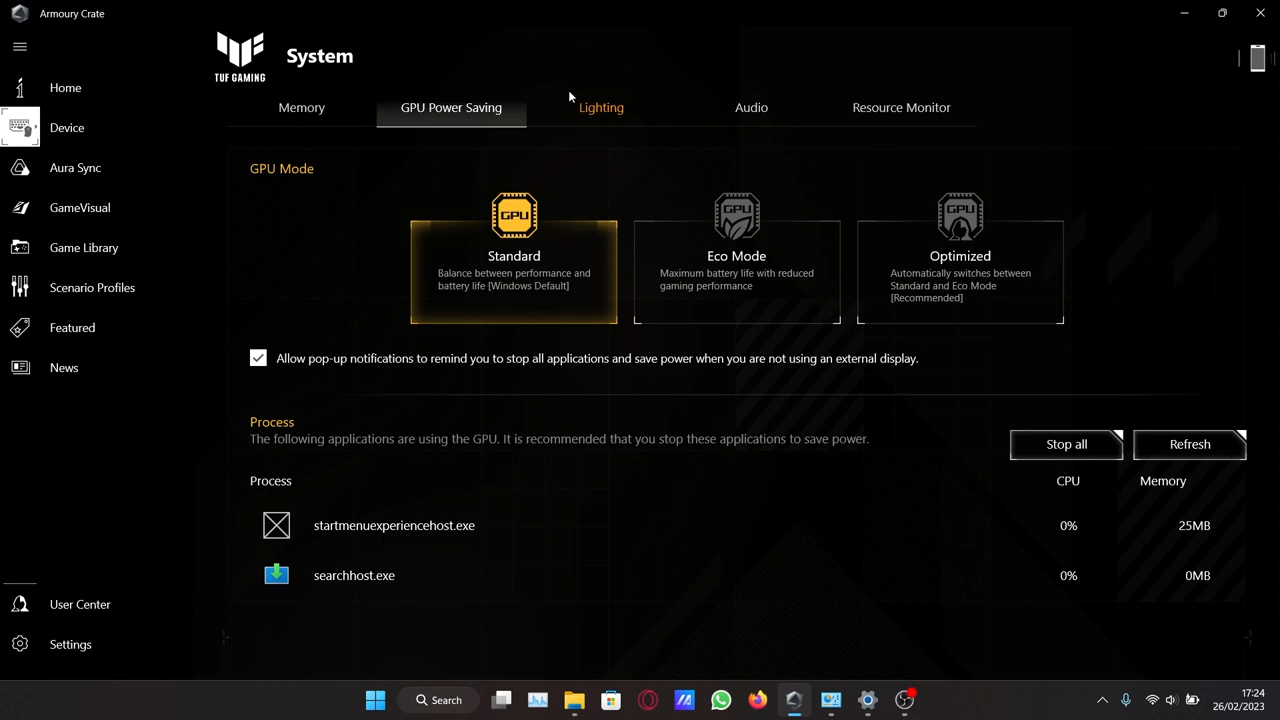 Armoury Crate
TUF GAMING
System
Home
Device
Aura Sync
GameVisual
Game Library
Scenario Profiles
Featured
News
User Center
Settings
Memory
GPU Power Saving
Lighting
Audio
Resource Monitor
GPU Mode
GPU
Standard
Balance between performance and
battery life [Windows Default]
GPU
Eco Mode
Maximum battery life with reduced
gaming performance
GPU
Optimized
Automatically switches between
Standard and Eco Mode
[Recommended]
Allow pop-up notifications to remind you to stop all applications and save power when you are not using an external display.
Process
The following applications are using the GPU. It is recommended that you stop these applications to save power.
Stop all
Refresh
Process CPU Memory
startmenuexperiencehost.exe 0% 25MB
searchhost.exe 0% 0MB
Search
17:24
26/02/2023